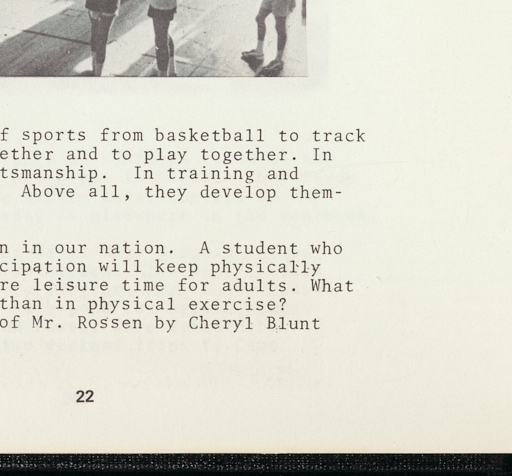 f sports from basketball to track
ether and to play together. In
tsmanship. In training and
Above all, they develop them-
n in our nation. A student who
cipation will keep physically
re leisure time for adults. What
than in physical exercise?
of Mr. Rossen by Cheryl Blunt
22